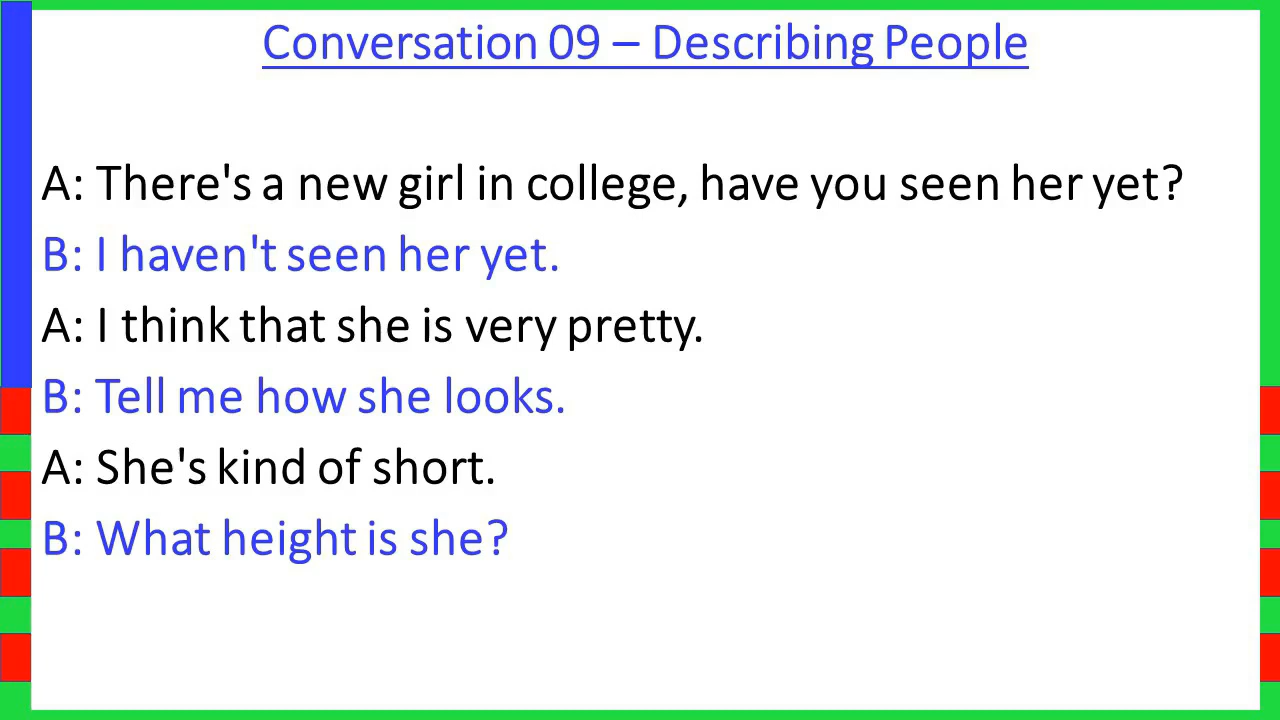 Conversation 09 – Describing People
A: There's a new girl in college, have you seen her yet?
B: I haven't seen her yet.
A: I think that she is very pretty.
B: Tell me how she looks.
A: She's kind of short.
B: What height is she?